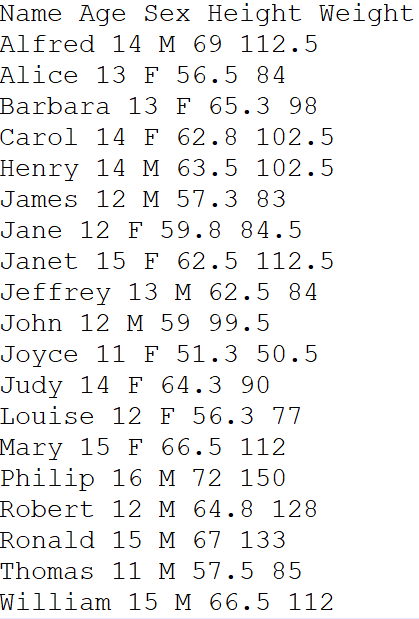 Name Age Sex Height Weight
Alfred 14 M 69 112.5
Alice 13 F 56.5 84
Barbara 13 F 65.3 98
Carol 14 F 62.8 102.5
Henry 14 M 63.5 102.5
James 12 M 57.3 83
Jane 12 F 59.8 84.5
Janet 15 F 62.5 112.5
Jeffrey 13 M 62.5 84
John 12 M 59 99.5
Joyce 11 F 51.3 50.5
Judy 14 F 64.3 90
Louise 12 F 56.3 77
Mary 15 F 66.5 112
Philip 16 M 72 150
Robert 12 M 64.8 128
Ronald 15 M 67 133
Thomas 11 M 57.5 85
William 15 M 66.5 112